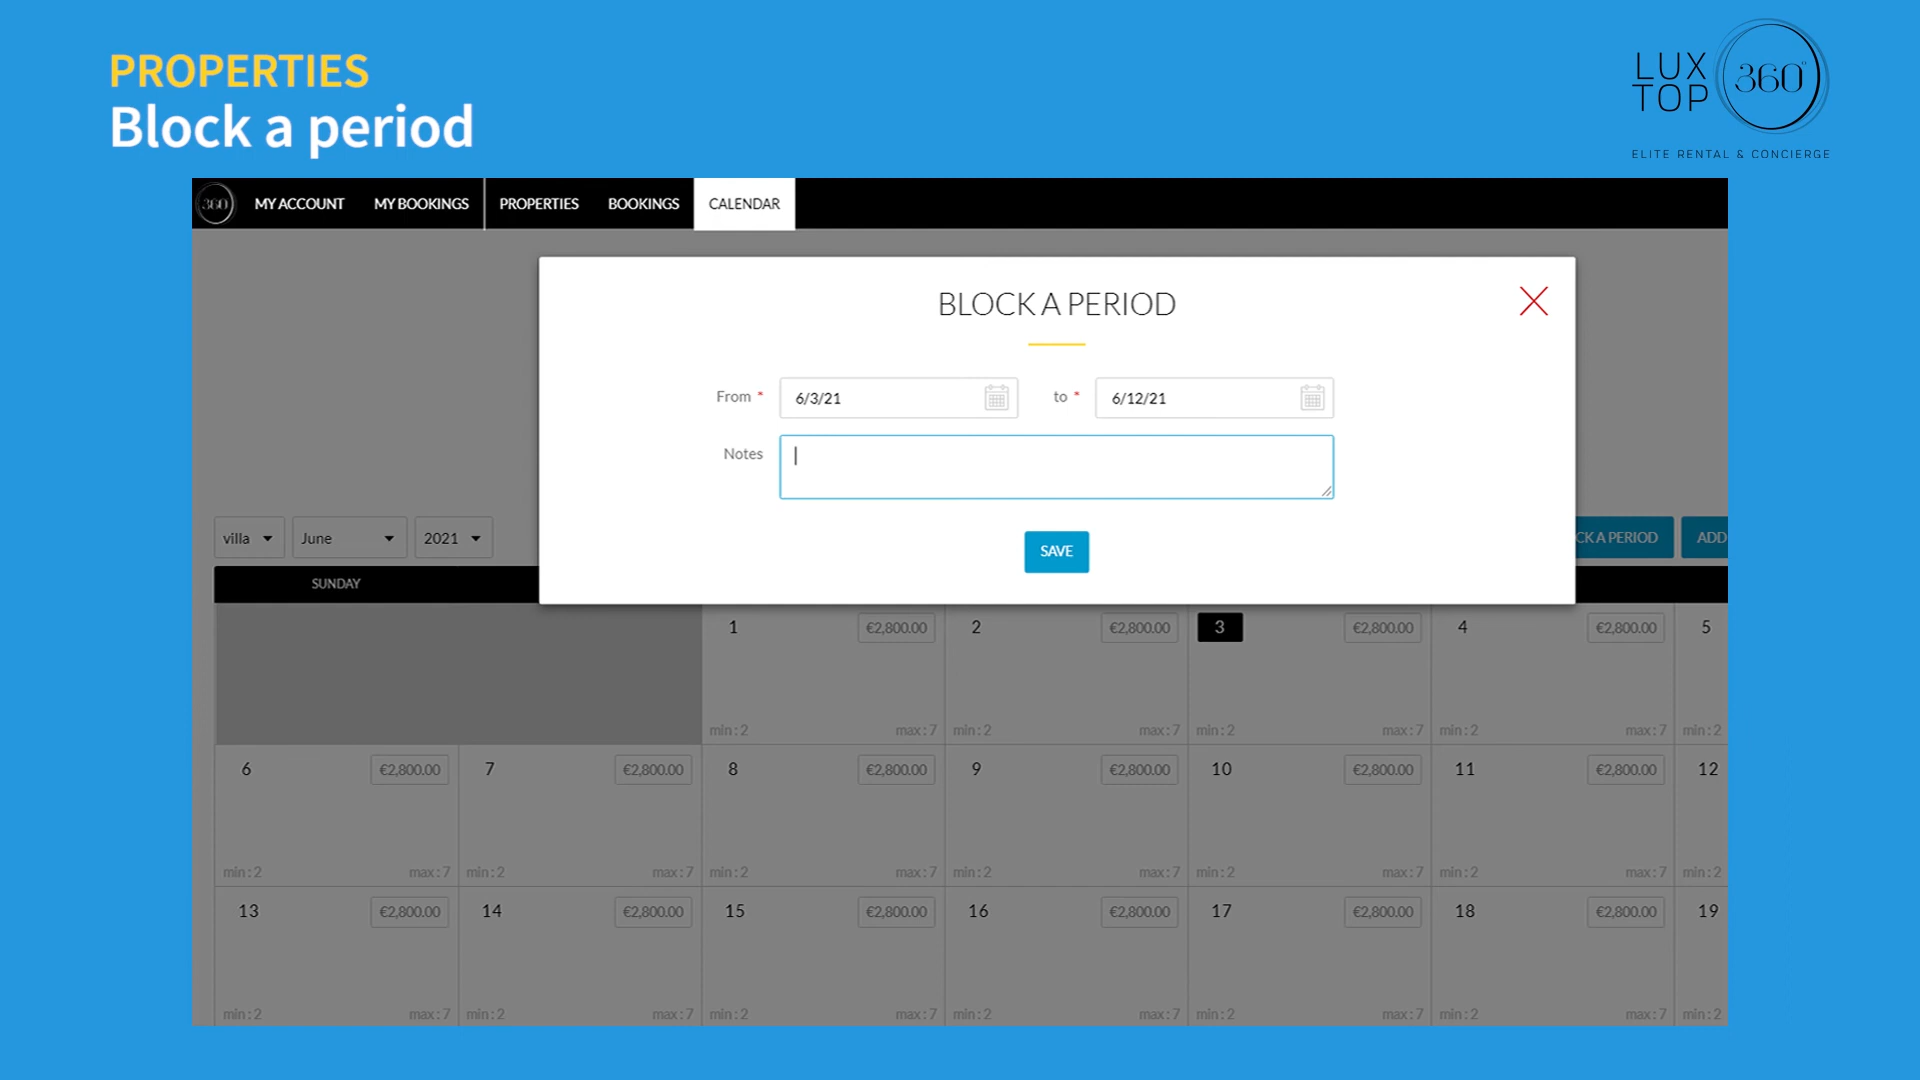 PROPERTIES
Block a period
LUX
TOP
360°
ELITE RENTAL & CONCIERGE
360
MY ACCOUNT
MY BOOKINGS
PROPERTIES
BOOKINGS
CALENDAR
BLOCK A PERIOD
From *
6/3/21
to *
6/12/21
Notes
SAVE
villa
June
2021
CK A PERIOD
ADD
SUNDAY
1 €2,800.00 2 €2,800.00 3 €2,800.00 4 €2,800.00 5
min:2 max:7 min:2 max:7 min:2 max:7 min:2 max:7 min:2
6 €2,800.00 7 €2,800.00 8 €2,800.00 9 €2,800.00 10 €2,800.00 11 €2,800.00 12
min:2 max:7 min:2 max:7 min:2 max:7 min:2 max:7 min:2 max:7 min:2 max:7 min:2
13 €2,800.00 14 €2,800.00 15 €2,800.00 16 €2,800.00 17 €2,800.00 18 €2,800.00 19
min:2 max:7 min:2 max:7 min:2 max:7 min:2 max:7 min:2 max:7 min:2 max:7 min:2